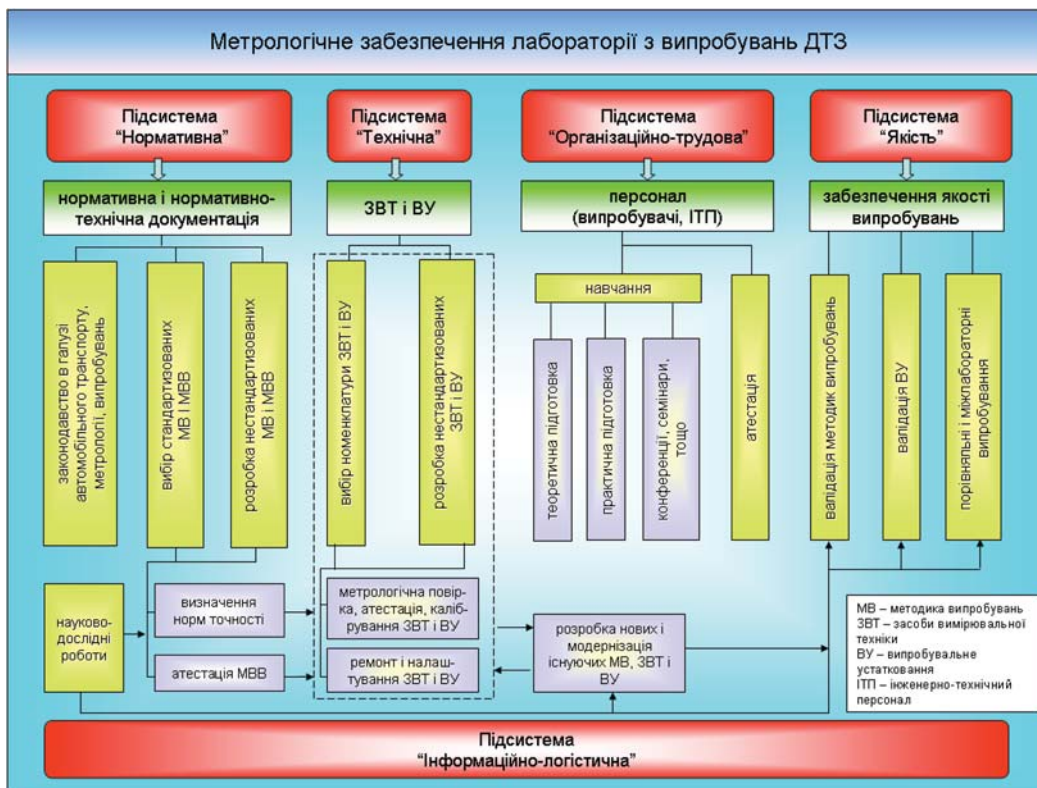 Метрологічне забезпечення лабораторії з випробувань ДТЗ
Підсистема
“Нормативна”
Підсистема
“Технічна”
Підсистема
“Організаційно-трудова”
Підсистема
“Якість”
нормативна і нормативно-
технічна документація
ЗВТ і ВУ
персонал
(випробувачі, ІТП)
забезпечення якості
випробувань
законодавство в галузі
автомобільного транспорту,
метрології, випробувань
вибір стандартизованих
МВ І МВВ
розробка нестандартизованих
МВ і МВВ
вибір номенклатури ЗВТ і ВУ
розробка нестандартизованих
ЗВТ і ВУ
навчання
теоретична підготовка
практична підготовка
конференції, семінари,
тощо
атестація
валідація методик випробувань
валідація ВУ
порівняльні і міжлабораторні
випробування
науково-
дослідні
роботи
визначення
норм точності
атестація МВВ
метрологічна повір-
ка, атестація, каліб-
рування ЗВТ і ВУ
ремонт і налаш-
тування ЗВТ і ВУ
розробка нових і
модернізація
існуючих МВ, ЗВТ і
ВУ
МВ – методика випробувань
ЗВТ – засоби вимірювальної
техніки
ВУ – випробувальне
устатковання
ІТП – інженерно-технічний
персонал
Підсистема
“Інформаційно-логістична”